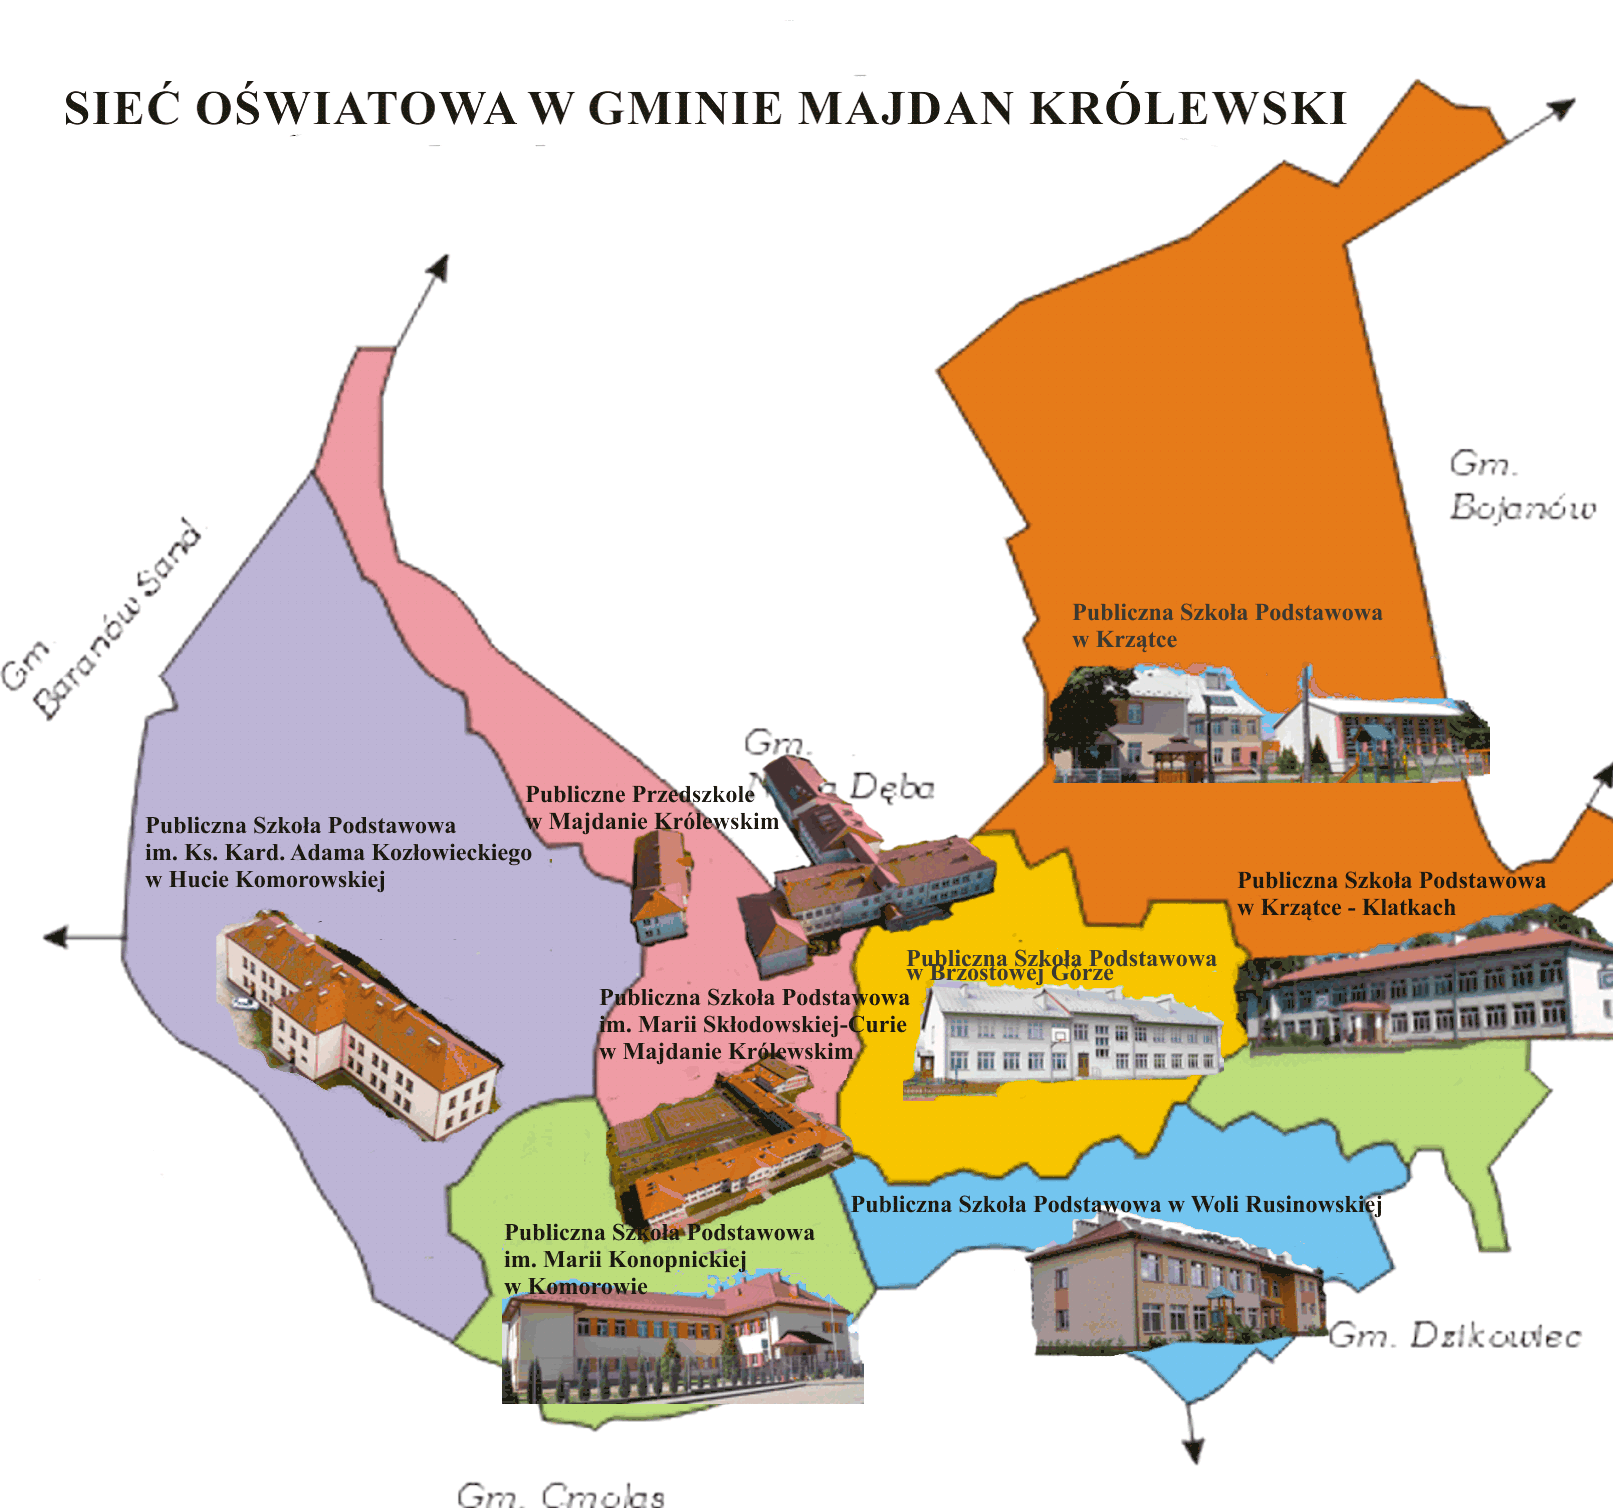 SIEĆ OŚWIATOWA W GMINIE MAJDAN KRÓLEWSKI
Gm.
Bojanów
Gm.
Baranów Sand.
Publiczna Szkoła Podstawowa
w Krzątce
Gm.
Dęba
Publiczne Przedszkole
w Majdanie Królewskim
Publiczna Szkoła Podstawowa
im. Ks. Kard. Adama Kozłowieckiego
w Hucie Komorowskiej
Publiczna Szkoła Podstawowa
w Krzątce - Klatkach
Publiczna Szkoła Podstawowa
w Brzostowej Górze
Publiczna Szkoła Podstawowa
im. Marii Skłodowskiej-Curie
w Majdanie Królewskim
Publiczna Szkoła Podstawowa w Woli Rusinowskiej
Publiczna Szkoła Podstawowa
im. Marii Konopnickiej
w Komorowie
Gm. Dzikowiec
Gm. Cmolas